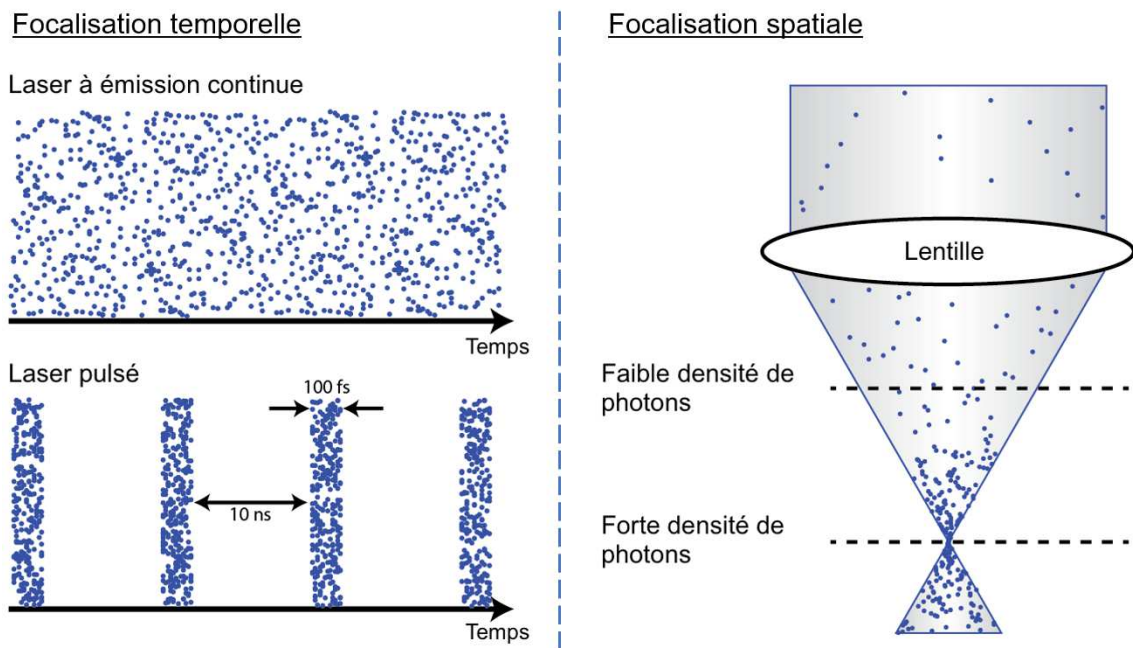 Focalisation temporelle
Laser à émission continue
Temps
Laser pulsé
100 fs
10 ns
Temps
Focalisation spatiale
Lentille
Faible densité de
photons
Forte densité de
photons